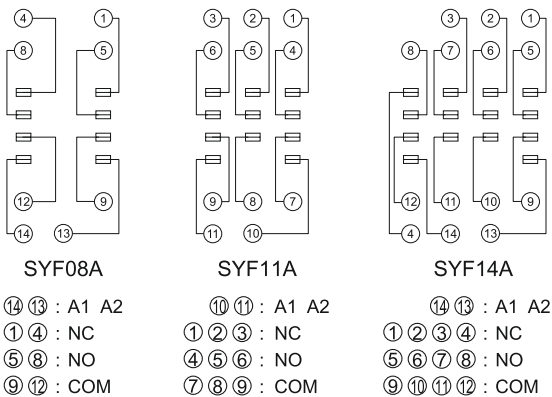 ④ ① ③ ② ① ③ ② ①
⑧ ⑤ ⑥ ⑤ ④ ⑧ ⑦ ⑥ ⑤
⑫ ⑨ ⑨ ⑧ ⑦ ⑫ ⑪ ⑩ ⑨
⑭ ⑬ ⑪ ⑩ ④ ⑭ ⑬
SYF08A SYF11A SYF14A
⑭ ⑬ : A1 A2 ⑩ ⑪ : A1 A2 ⑭ ⑬ : A1 A2
① ④ : NC ① ② ③ : NC ① ② ③ ④ : NC
⑤ ⑧ : NO ④ ⑤ ⑥ : NO ⑤ ⑥ ⑦ ⑧ : NO
⑨ ⑫ : COM ⑦ ⑧ ⑨ : COM ⑨ ⑩ ⑪ ⑫ : COM